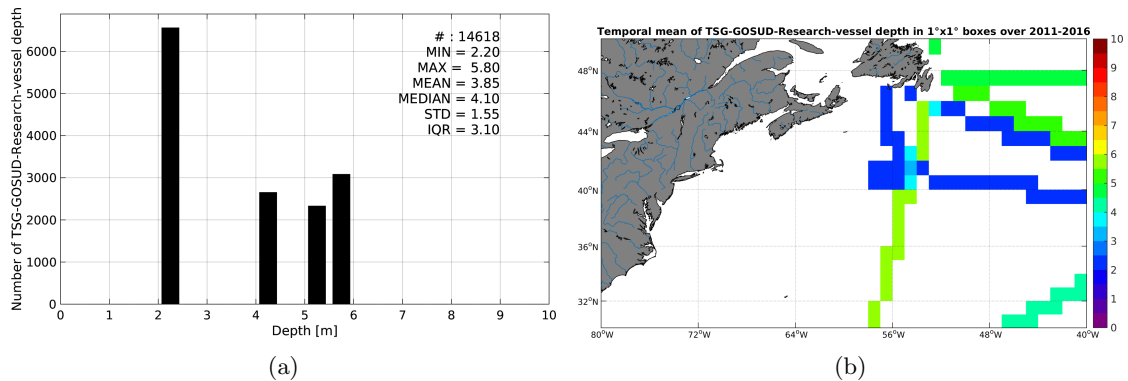 Number of TSG-GOSUD-Research-vessel depth
6000
5000
4000
3000
2000
1000
0
# : 14618
MIN = 2.20
MAX = 5.80
MEAN = 3.85
MEDIAN = 4.10
STD = 1.55
IQR = 3.10
0 1 2 3 4 5 6 7 8 9 10
Depth [m]
(a)
Temporal mean of TSG-GOSUD-Research-vessel depth in 1°x1° boxes over 2011-2016
48°N
44°N
40°N
36°N
32°N
80°W 72°W 64°W 56°W 48°W 40°W
10
9
8
7
6
5
4
3
2
1
0
(b)